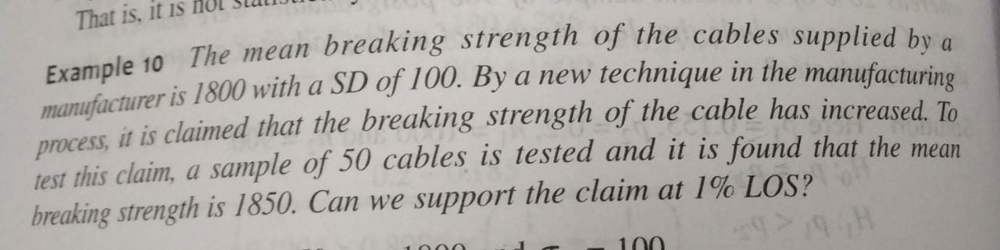 That is, it is not
Example 10 The mean breaking strength of the cables supplied by a
manufacturer is 1800 with a SD of 100. By a new technique in the manufacturing
process, it is claimed that the breaking strength of the cable has increased. To
test this claim, a sample of 50 cables is tested and it is found that the mean
breaking strength is 1850. Can we support the claim at 1% LOS?
= 100